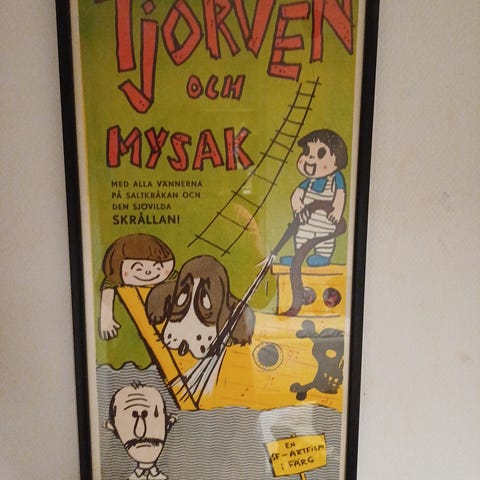 TJORVEN
OCH
MYSAK
MED ALLA VÄNNERNA
PÅ SALTKRÅKAN OCH
DEN SJÖVILDA
SKRÅLLAN!
EN
SF-ARTFILM
i FÄRG